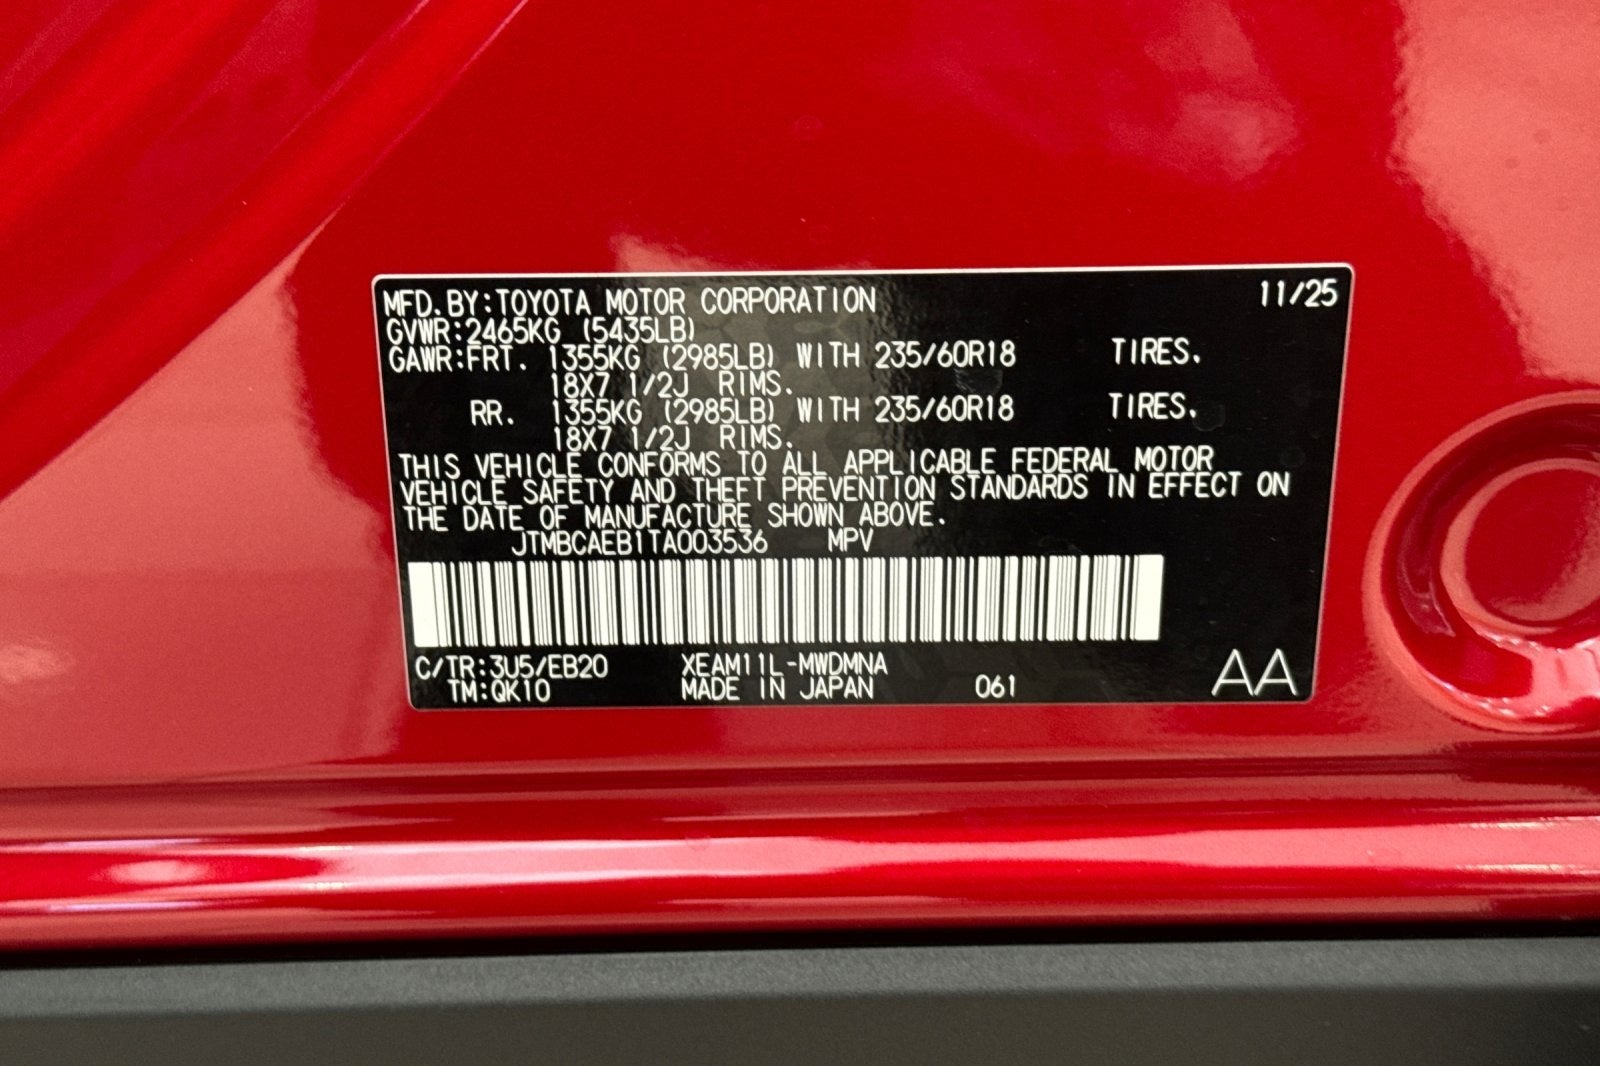 MFD. BY:TOYOTA MOTOR CORPORATION 11/25
GVWR:2465KG (5435LB)
GAWR:FRT. 1355KG (2985LB) WITH 235/60R18 TIRES.
18X7 1/2J RIMS.
RR. 1355KG (2985LB) WITH 235/60R18 TIRES.
18X7 1/2J RIMS.
THIS VEHICLE CONFORMS TO ALL APPLICABLE FEDERAL MOTOR
VEHICLE SAFETY AND THEFT PREVENTION STANDARDS IN EFFECT ON
THE DATE OF MANUFACTURE SHOWN ABOVE.
JTMBCAEB1TA003536 MPV
C/TR:3U5/EB20 XEAM11L-MWDMNA
TM:QK10 MADE IN JAPAN 061 AA